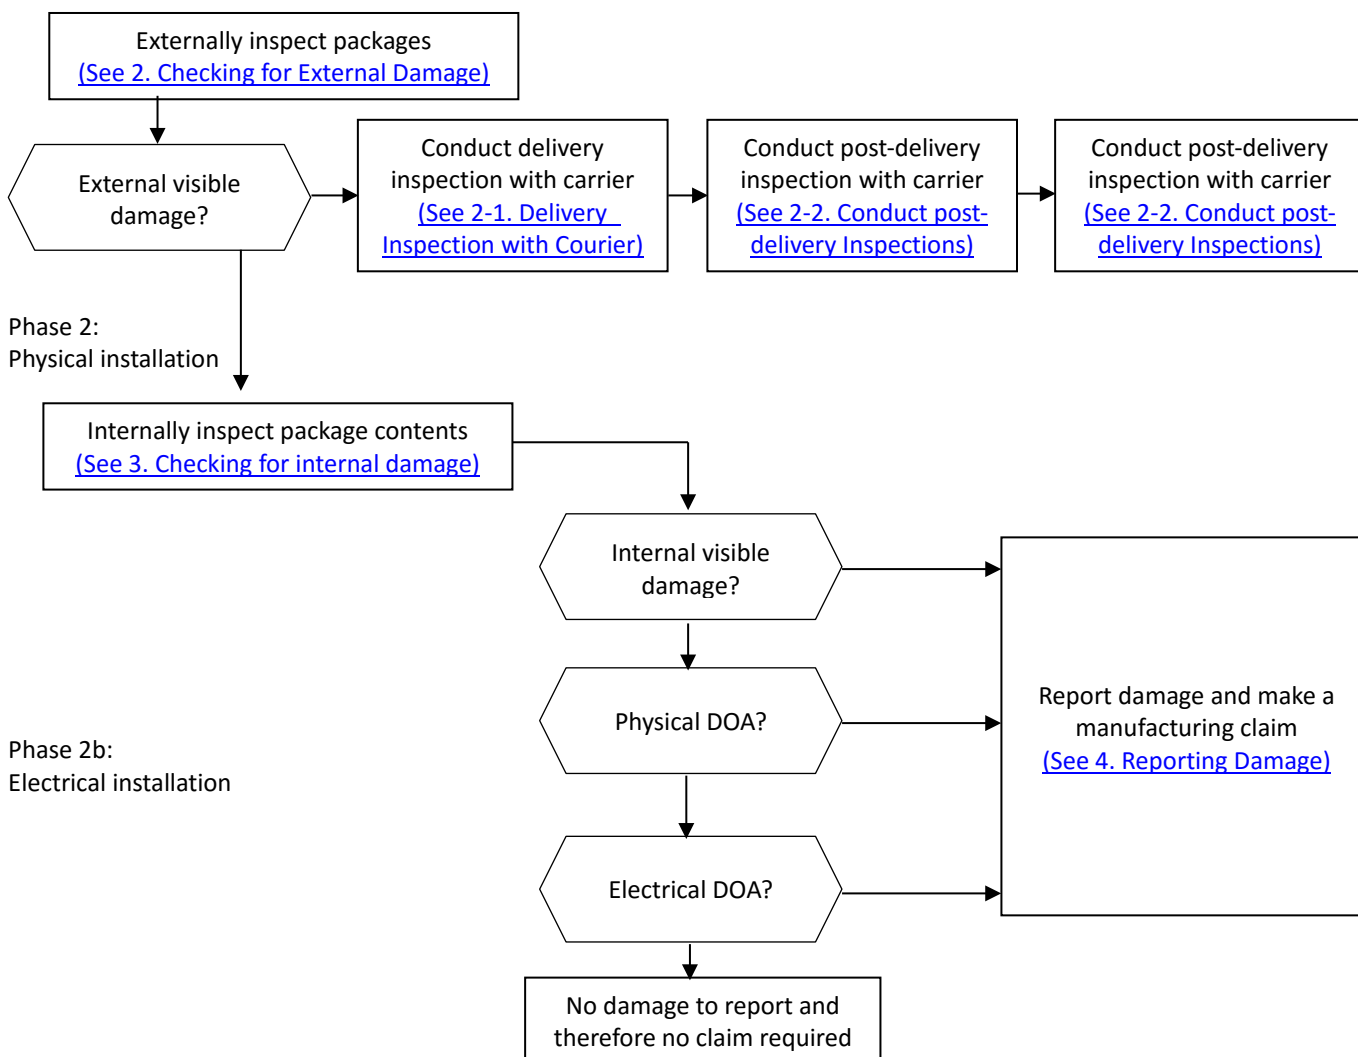 Externally inspect packages
(See 2. Checking for External Damage)
External visible
damage?
Conduct delivery
inspection with carrier
(See 2-1. Delivery
Inspection with Courier)
Conduct post-delivery
inspection with carrier
(See 2-2. Conduct post-
delivery Inspections)
Conduct post-delivery
inspection with carrier
(See 2-2. Conduct post-
delivery Inspections)
Phase 2:
Physical installation
Internally inspect package contents
(See 3. Checking for internal damage)
Internal visible
damage?
Physical DOA?
Report damage and make a
manufacturing claim
(See 4. Reporting Damage)
Phase 2b:
Electrical installation
Electrical DOA?
No damage to report and
therefore no claim required